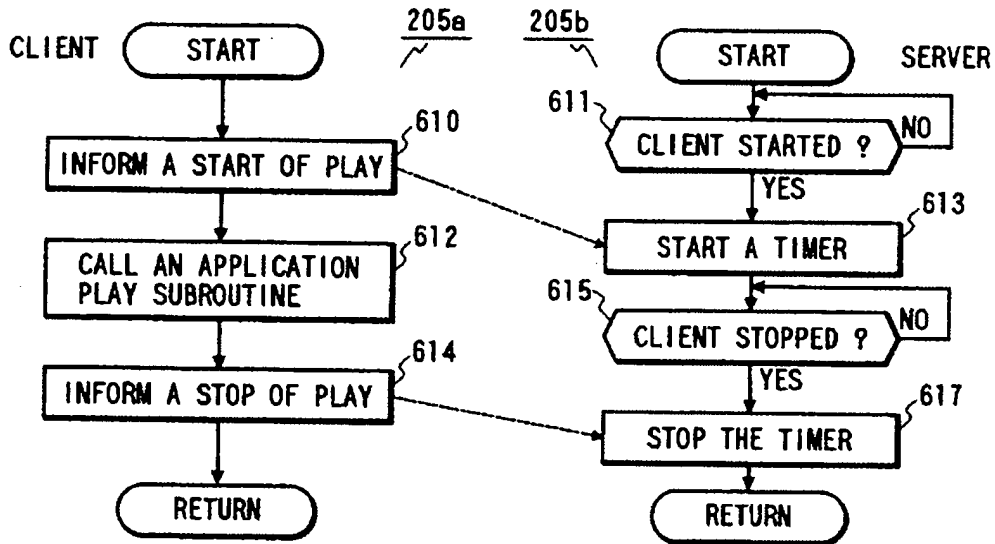 CLIENT
START
205a
610
INFORM A START OF PLAY
612
CALL AN APPLICATION
PLAY SUBROUTINE
614
INFORM A STOP OF PLAY
RETURN
205b
START
SERVER
611
CLIENT STARTED ?
NO
YES
613
START A TIMER
615
CLIENT STOPPED ?
NO
YES
617
STOP THE TIMER
RETURN